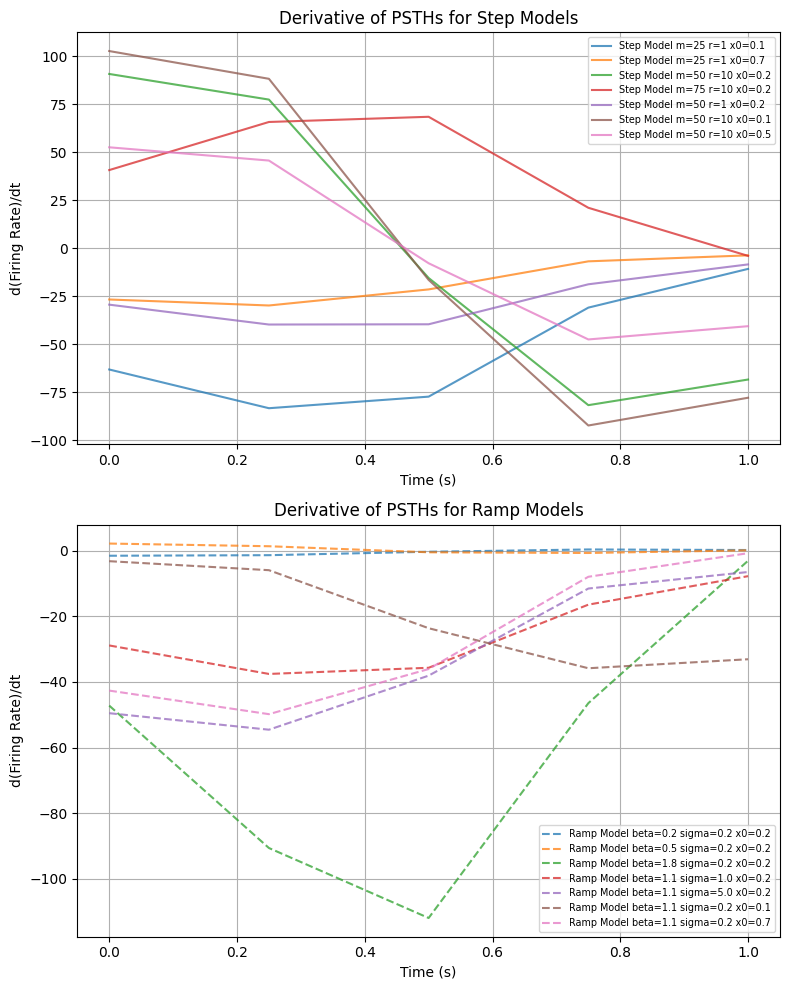 Derivative of PSTHs for Step Models
d(Firing Rate)/dt
100
75
50
25
0
−25
−50
−75
−100
Step Model m=25 r=1 x0=0.1
Step Model m=25 r=1 x0=0.7
Step Model m=50 r=10 x0=0.2
Step Model m=75 r=10 x0=0.2
Step Model m=50 r=1 x0=0.2
Step Model m=50 r=10 x0=0.1
Step Model m=50 r=10 x0=0.5
0.0 0.2 0.4 0.6 0.8 1.0
Time (s)
Derivative of PSTHs for Ramp Models
d(Firing Rate)/dt
0
−20
−40
−60
−80
−100
Ramp Model beta=0.2 sigma=0.2 x0=0.2
Ramp Model beta=0.5 sigma=0.2 x0=0.2
Ramp Model beta=1.8 sigma=0.2 x0=0.2
Ramp Model beta=1.1 sigma=1.0 x0=0.2
Ramp Model beta=1.1 sigma=5.0 x0=0.2
Ramp Model beta=1.1 sigma=0.2 x0=0.1
Ramp Model beta=1.1 sigma=0.2 x0=0.7
0.0 0.2 0.4 0.6 0.8 1.0
Time (s)